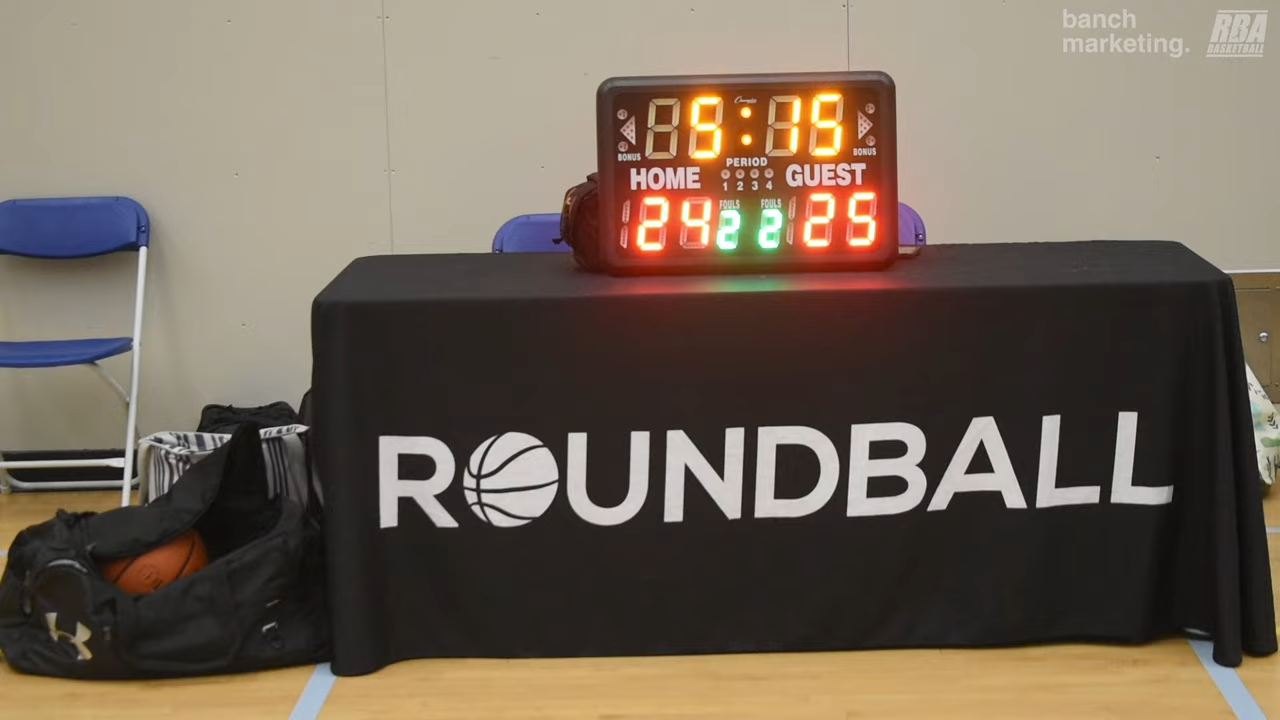 banch
marketing.
RBA
BASKETBALL
5:15
BONUS
BONUS
PERIOD
HOME
GUEST
1 2 3 4
FOULS
FOULS
24
2
2
25
ROUNDBALL